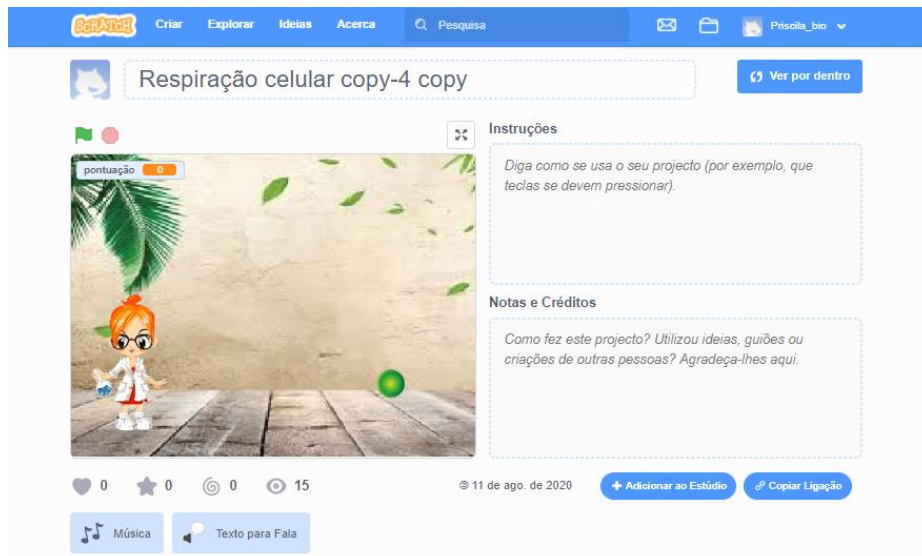 SCRATCH Criar Explorar Ideias Acerca Pesquisa Priscila_bio
Respiração celular copy-4 copy
Ver por dentro
Instruções
pontuação 0
Diga como se usa o seu projecto (por exemplo, que
teclas se devem pressionar).
Notas e Créditos
Como fez este projecto? Utilizou ideias, guiões ou
criações de outras pessoas? Agradeça-lhes aqui.
0 0 0 15
© 11 de ago. de 2020
Adicionar ao Estúdio
Copiar Ligação
Música
Texto para Fala